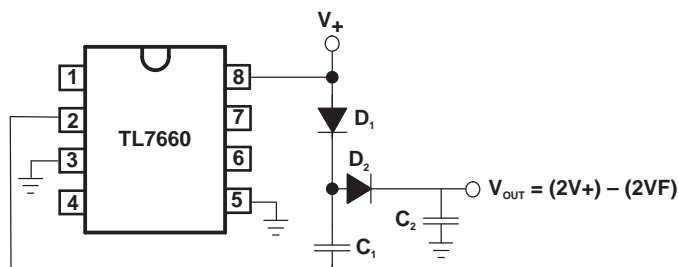 V+
1
8
2
7
TL7660
3
6
4
5
D1
D2
VOUT = (2V+) – (2VF)
C2
C1